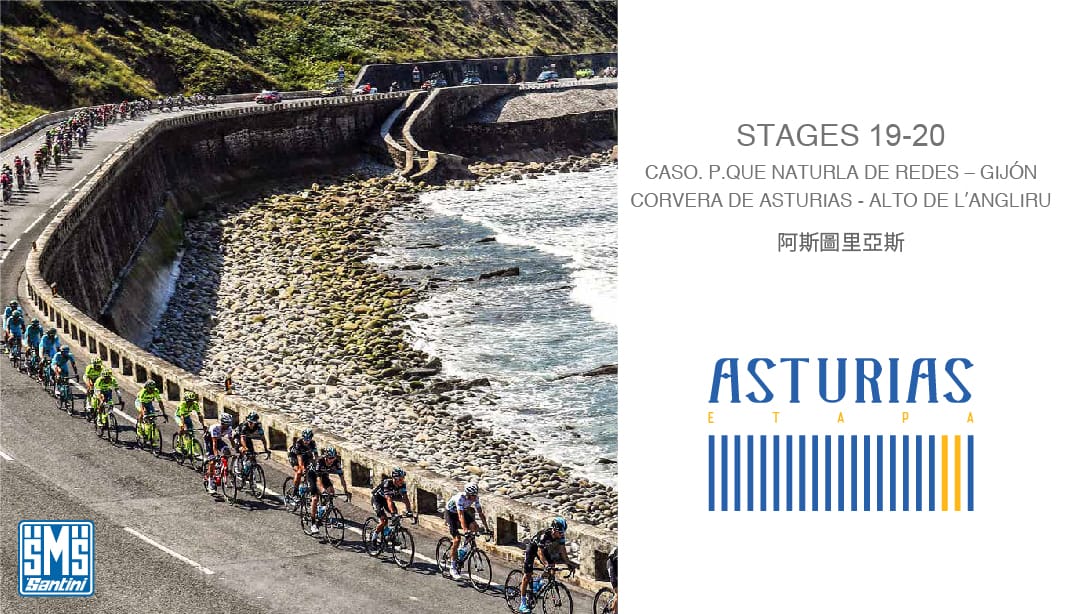 STAGES 19-20
CASO. P.QUE NATURLA DE REDES – GIJÓN
CORVERA DE ASTURIAS - ALTO DE L'ANGLIRU
阿斯圖里亞斯
ASTURIAS
ETAPA
SMS
Santini